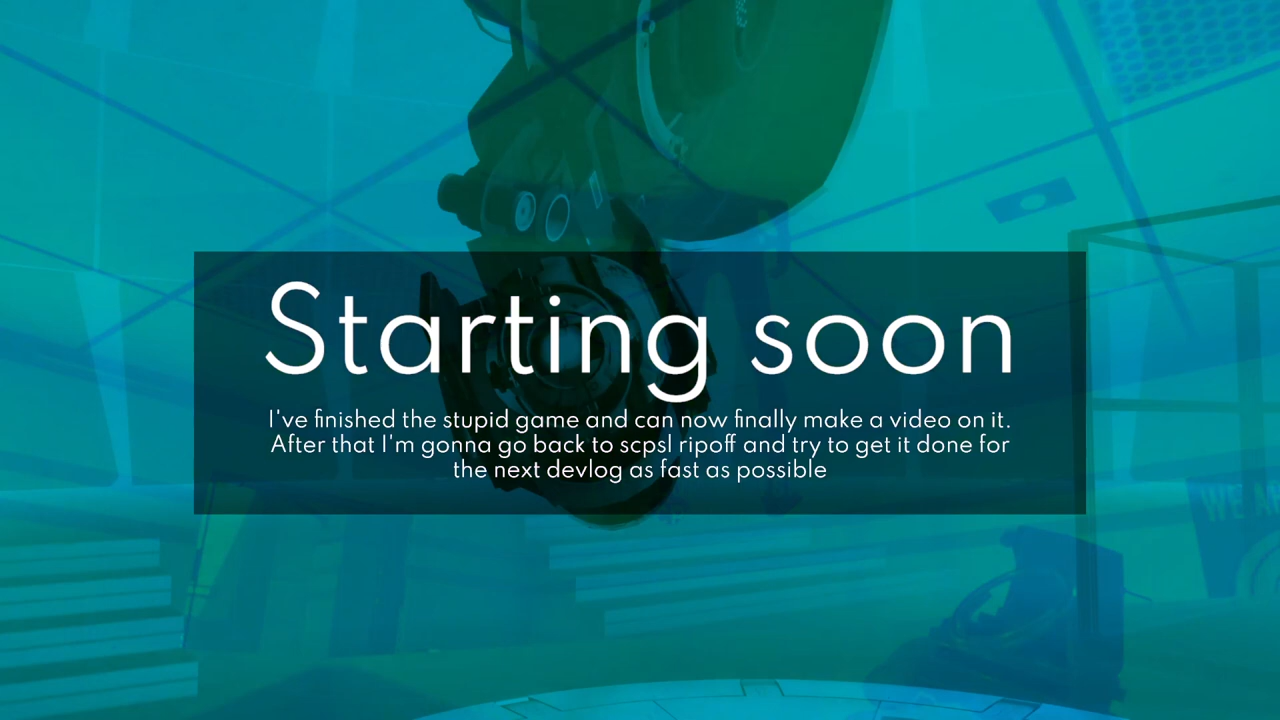 Starting soon
I've finished the stupid game and can now finally make a video on it.
After that I'm gonna go back to scpsl ripoff and try to get it done for
the next devlog as fast as possible
WE